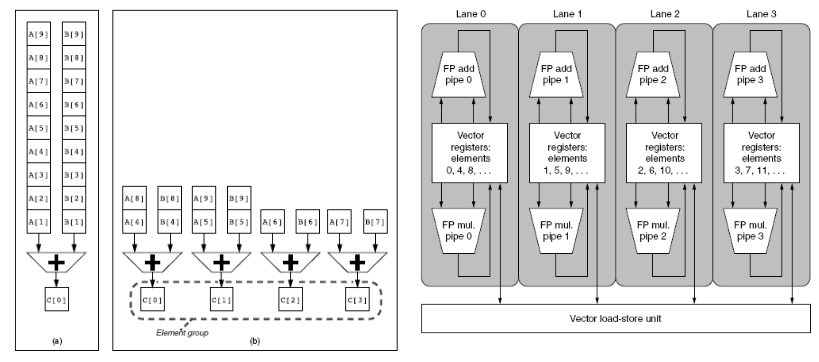 A[9] B[9]
A[8] B[8]
A[7] B[7]
A[6] B[6]
A[5] B[5]
A[4] B[4]
A[3] B[3]
A[2] B[2]
A[1] B[1]
+
C[0]
(a)
A[8] B[8] A[9] B[9]
A[4] B[4] A[5] B[5] A[6] B[6] A[7] B[7]
+ + + +
C[0] C[1] C[2] C[3]
Element group
(b)
Lane 0 Lane 1 Lane 2 Lane 3
FP add FP add FP add FP add
pipe 0 pipe 1 pipe 2 pipe 3
Vector Vector Vector Vector
registers: registers: registers: registers:
elements elements elements elements
0, 4, 8, . . . 1, 5, 9, . . . 2, 6, 10, . . . 3, 7, 11, . . .
FP mul. FP mul. FP mul. FP mul.
pipe 0 pipe 1 pipe 2 pipe 3
Vector load-store unit